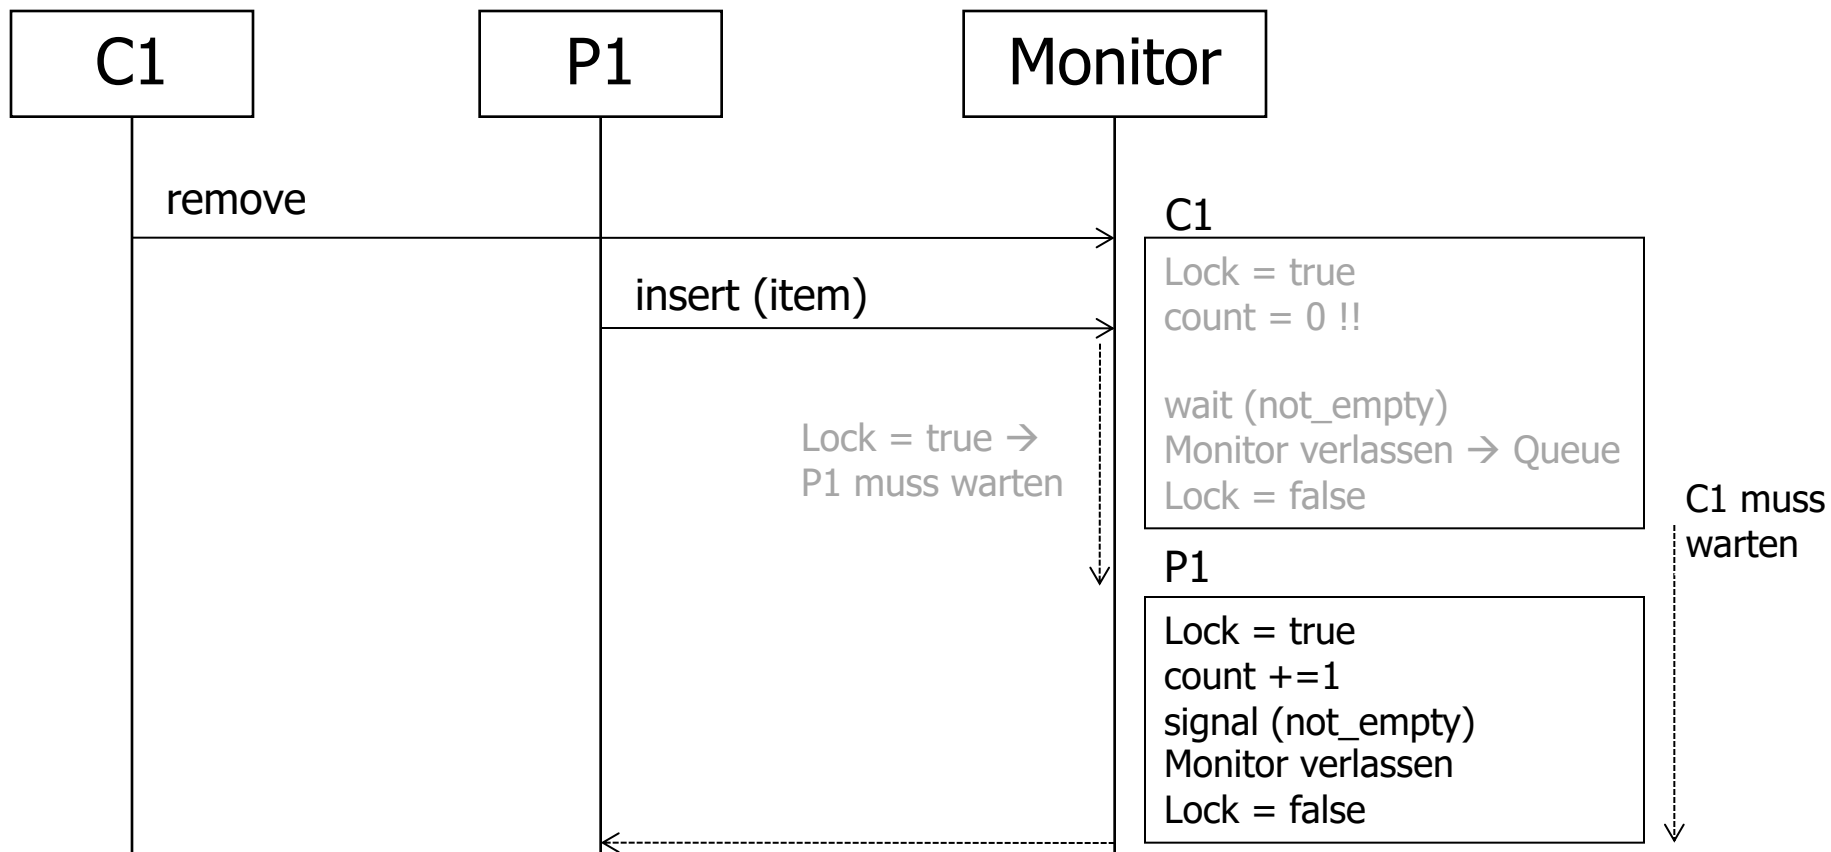 C1
P1
Monitor
remove
insert (item)
Lock = true →
P1 muss warten
C1
Lock = true
count = 0 !!
wait (not_empty)
Monitor verlassen → Queue
Lock = false
C1 muss
warten
P1
Lock = true
count +=1
signal (not_empty)
Monitor verlassen
Lock = false